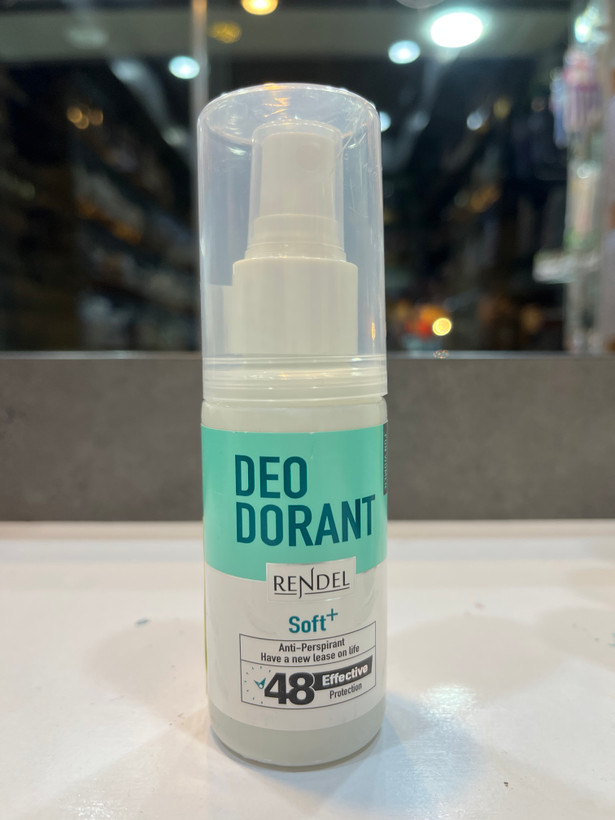 DEO
DORANT
RENDEL
Soft+
Anti-Perspirant
Have a new lease on life
48 Effective
Protection